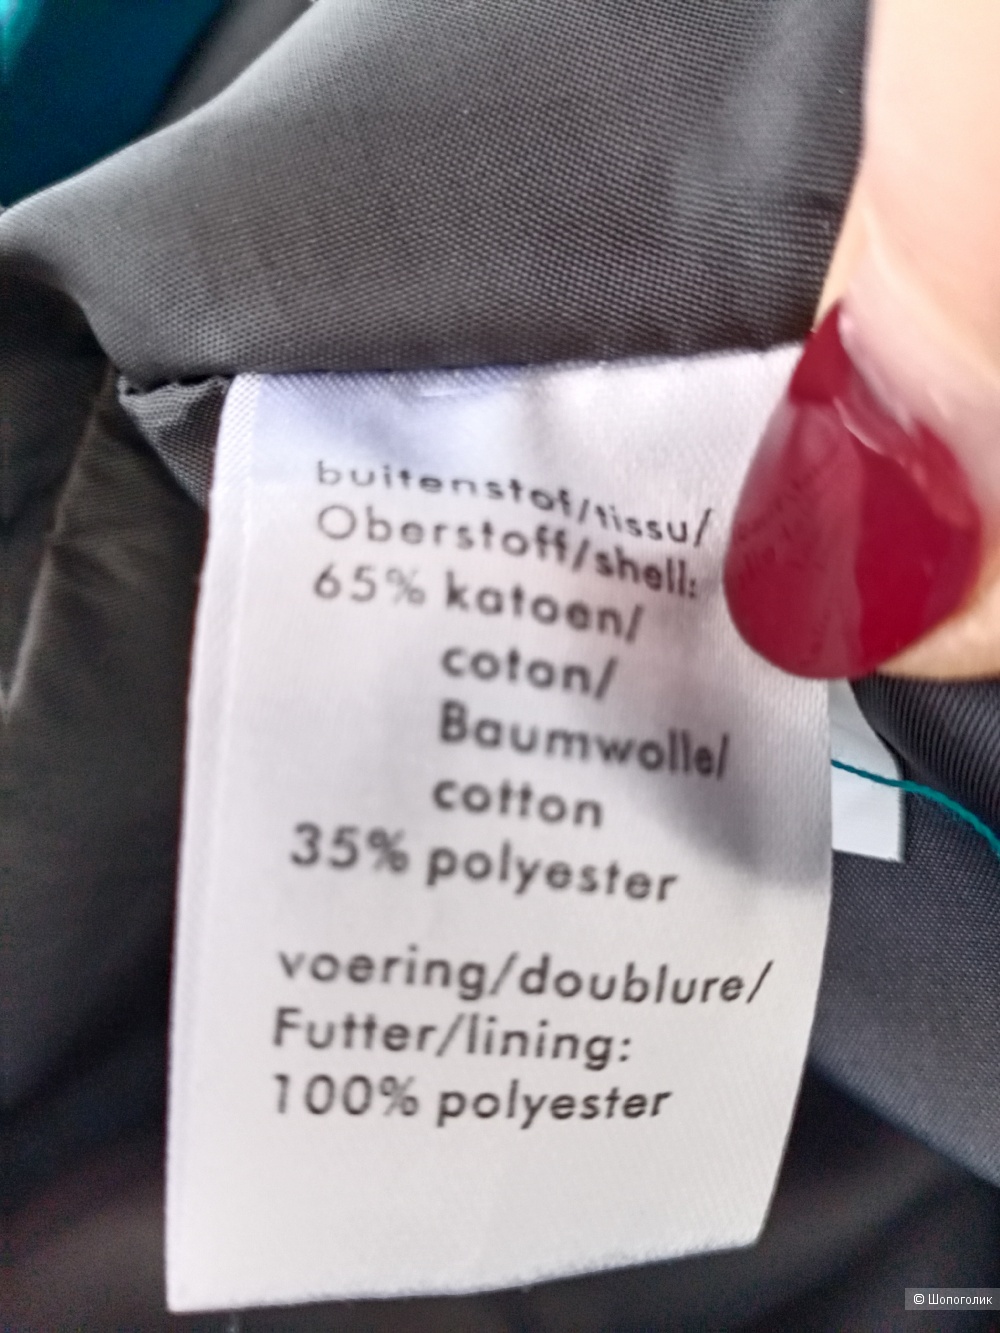 buitenstof/tissu/
Oberstoff/shell:
65% katoen/
coton/
Baumwolle/
cotton
35% polyester
voering/doublure/
Futter/lining:
100% polyester
© Шопоголик